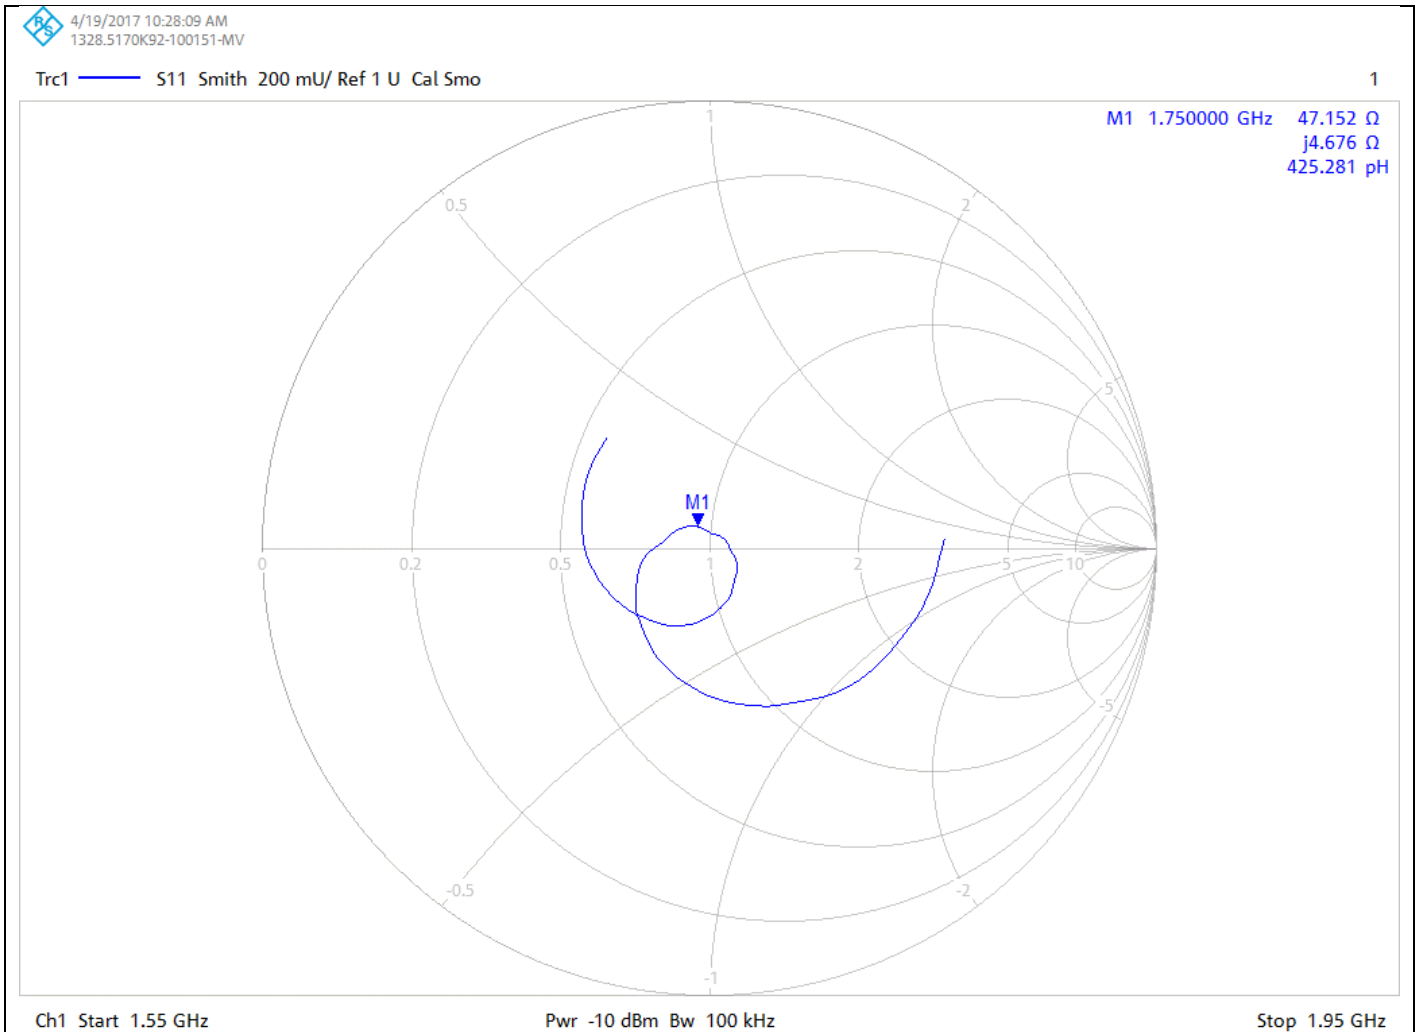 R/S
4/19/2017 10:28:09 AM
1328.5170K92-100151-MV
Trc1 S11 Smith 200 mU/ Ref 1 U Cal Smo 1
M1 1.750000 GHz 47.152 Ω
j4.676 Ω
425.281 pH
1
0.5 2
5
M1
0 0.2 0.5 1 2 5 10
-5
-0.5 -2
-1
Ch1 Start 1.55 GHz Pwr -10 dBm Bw 100 kHz Stop 1.95 GHz